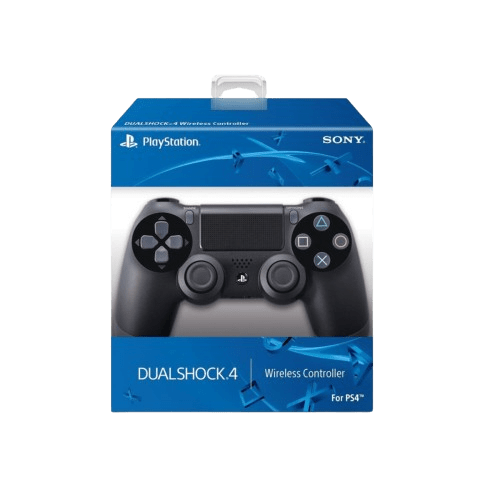 DUALSHOCK®4 Wireless Controller
PlayStation®
SONY®
DUALSHOCK®4
Wireless Controller
For PS4™